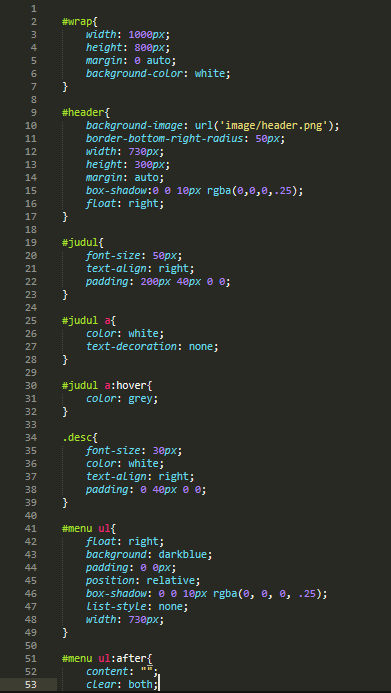 1
2 #wrap{
3 width: 1000px;
4 height: 800px;
5 margin: 0 auto;
6 background-color: white;
7 }
8
9 #header{
10 background-image: url('image/header.png');
11 border-bottom-right-radius: 50px;
12 width: 730px;
13 height: 300px;
14 margin: auto;
15 box-shadow:0 0 10px rgba(0,0,0,.25);
16 float: right;
17 }
18
19 #judul{
20 font-size: 50px;
21 text-align: right;
22 padding: 200px 40px 0 0;
23 }
24
25 #judul a{
26 color: white;
27 text-decoration: none;
28 }
29
30 #judul a:hover{
31 color: grey;
32 }
33
34 .desc{
35 font-size: 30px;
36 color: white;
37 text-align: right;
38 padding: 0 40px 0 0;
39 }
40
41 #menu ul{
42 float: right;
43 background: darkblue;
44 padding: 0 0px;
45 position: relative;
46 box-shadow: 0 0 10px rgba(0, 0, 0, .25);
47 list-style: none;
48 width: 730px;
49 }
50
51 #menu ul:after{
52 content: "";
53 clear: both;